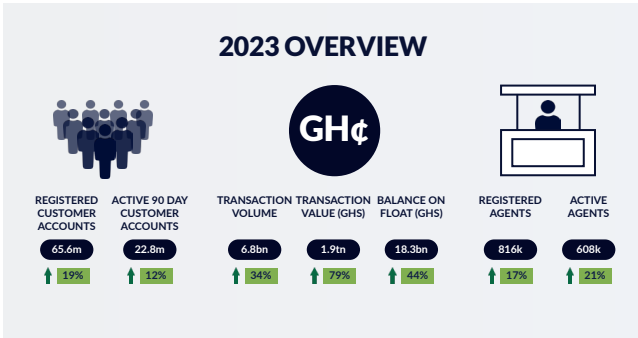 2023 OVERVIEW
GH¢
REGISTERED
CUSTOMER
ACCOUNTS
65.6m
19%
ACTIVE 90 DAY
CUSTOMER
ACCOUNTS
22.8m
12%
TRANSACTION
VOLUME
6.8bn
34%
TRANSACTION
VALUE (GHS)
1.9tn
79%
BALANCE ON
FLOAT (GHS)
18.3bn
44%
REGISTERED
AGENTS
816k
17%
ACTIVE
AGENTS
608k
21%